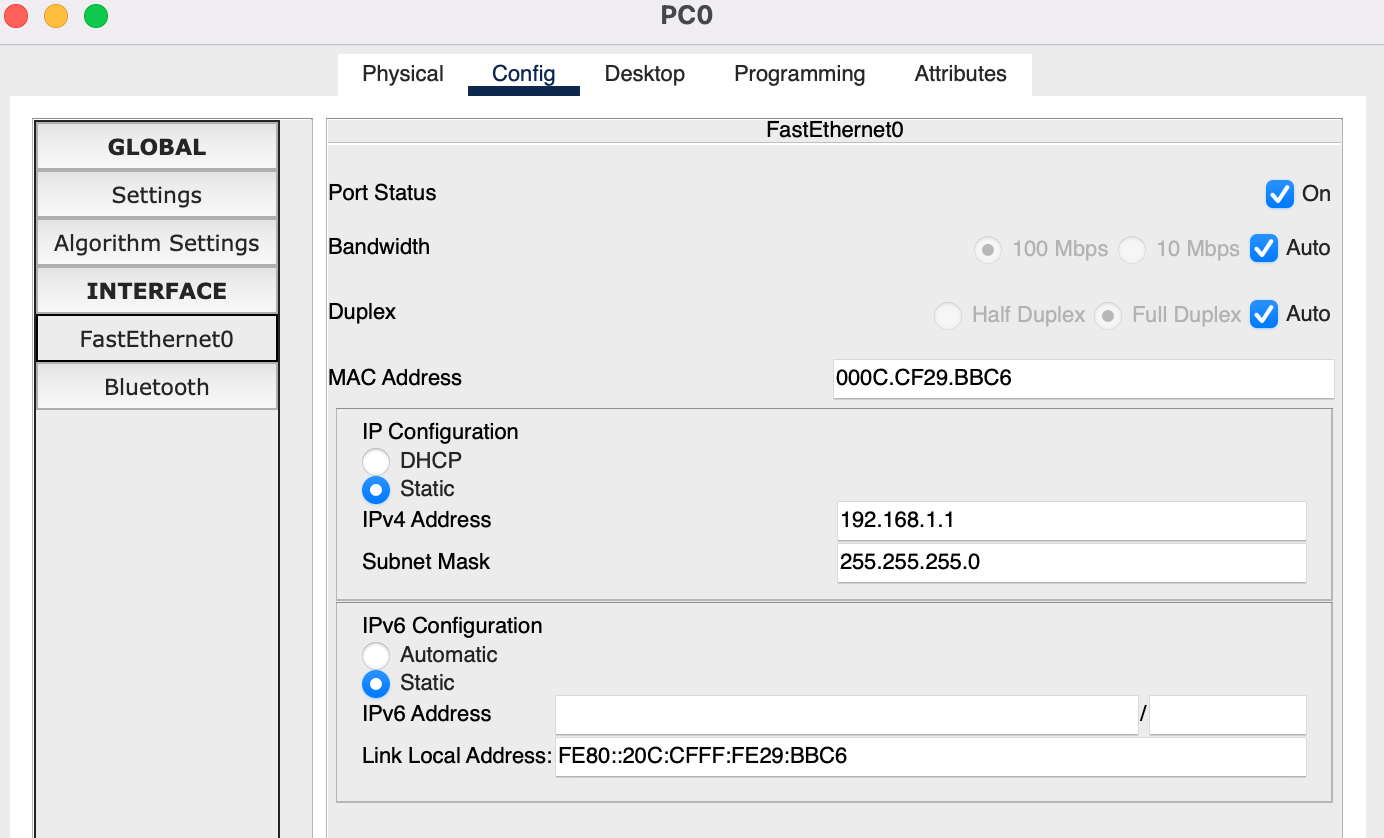 PC0
Physical Config Desktop Programming Attributes
GLOBAL
Settings
Algorithm Settings
INTERFACE
FastEthernet0
Bluetooth
FastEthernet0
Port Status On
Bandwidth 100 Mbps 10 Mbps Auto
Duplex Half Duplex Full Duplex Auto
MAC Address 000C.CF29.BBC6
IP Configuration
DHCP
Static
IPv4 Address 192.168.1.1
Subnet Mask 255.255.255.0
IPv6 Configuration
Automatic
Static
IPv6 Address /
Link Local Address: FE80::20C:CFFF:FE29:BBC6